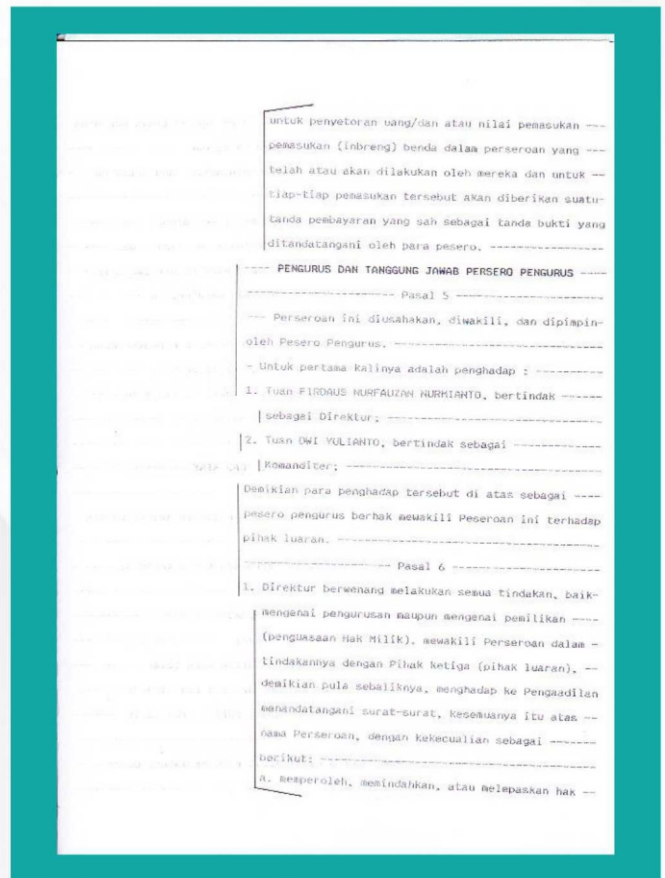 untuk penyetoran uang/dan atau nilai pemasukan ---
pemasukan (inbreng) benda dalam perseroan yang ---
telah atau akan dilakukan oleh mereka dan untuk --
tiap-tiap pemasukan tersebut akan diberikan suatu-
tanda pembayaran yang sah sebagai tanda bukti yang
ditandatangani oleh para pesero. -----------------
---- PENGURUS DAN TANGGUNG JAWAB PERSERO PENGURUS ----
---------------------- Pasal 5 ----------------------
--- Perseroan ini diusahakan, diwakili, dan dipimpin-
oleh Pesero Pengurus. --------------------------------
- Untuk pertama kalinya adalah penghadap : ----------
1. Tuan FIRDAUS NURFAUZAN NURKIANTO, bertindak ------
sebagai Direktur; --------------------------------
2. Tuan DWI YULIANTO, bertindak sebagai ------------
Komanditer; --------------------------------------
Demikian para penghadap tersebut di atas sebagai ----
pesero pengurus berhak mewakili Peseroan ini terhadap
pihak luaran. ----------------------------------------
---------------------- Pasal 6 ----------------------
1. Direktur berwenang melakukan semua tindakan, baik-
mengenai pengurusan maupun mengenai pemilikan ----
(penguasaan Hak Milik), mewakili Perseroan dalam -
tindakannya dengan Pihak ketiga (pihak luaran), --
demikian pula sebaliknya, menghadap ke Pengaadilan
menandatangani surat-surat, kesemuanya itu atas --
nama Perseroan, dengan kekecualian sebagai -------
berikut: -----------------------------------------
a. memperoleh, memindahkan, atau melepaskan hak --